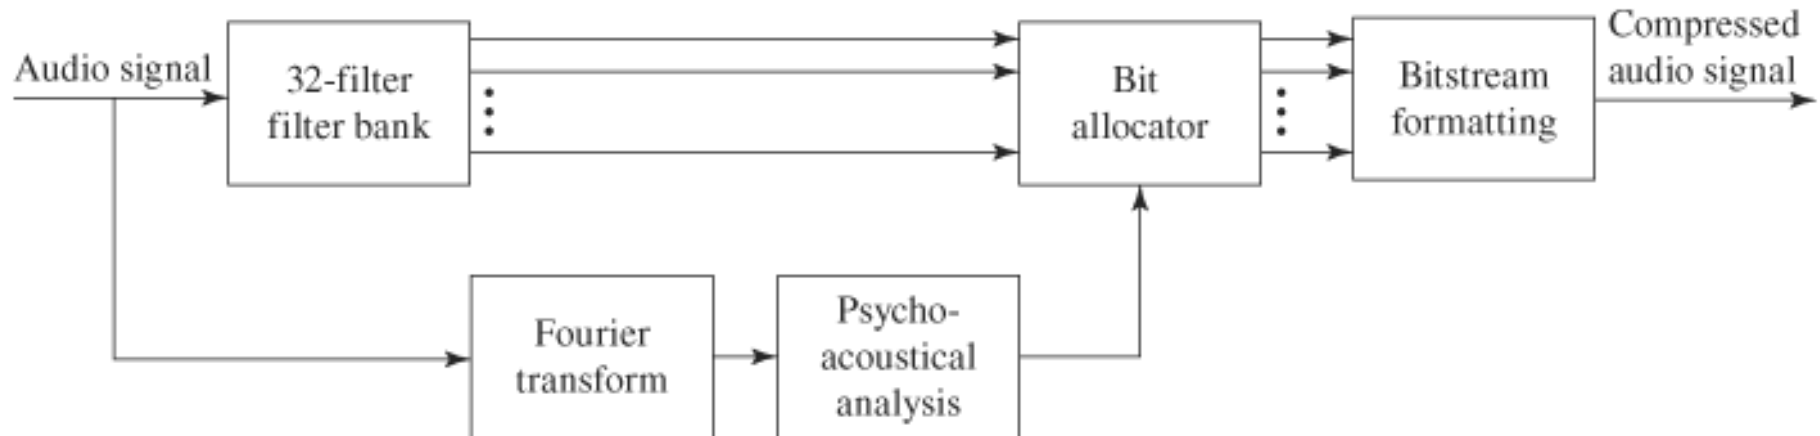 Audio signal
32-filter
filter bank
Bit
allocator
Bitstream
formatting
Compressed
audio signal
Fourier
transform
Psycho-
acoustical
analysis